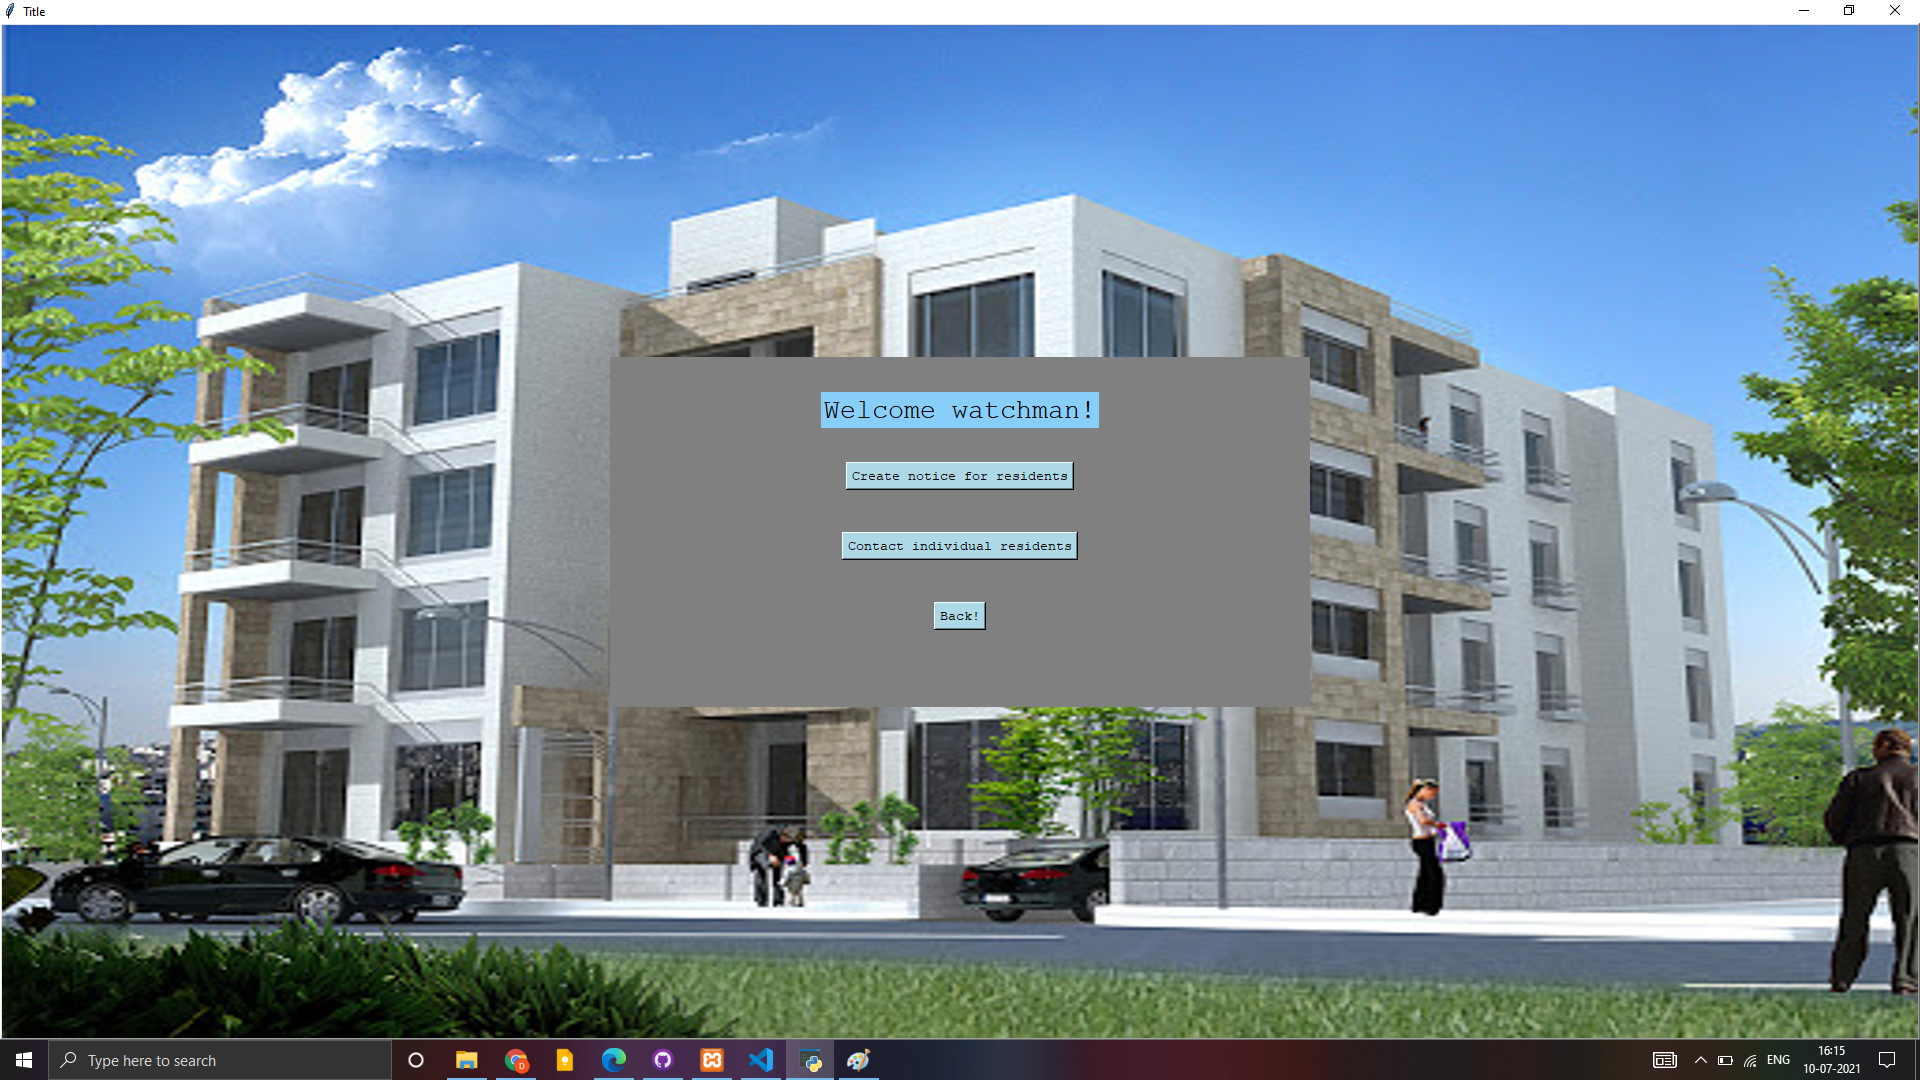 Title
Welcome watchman!
Create notice for residents
Contact individual residents
Back!
Type here to search
D
ENG
16:15
10-07-2021